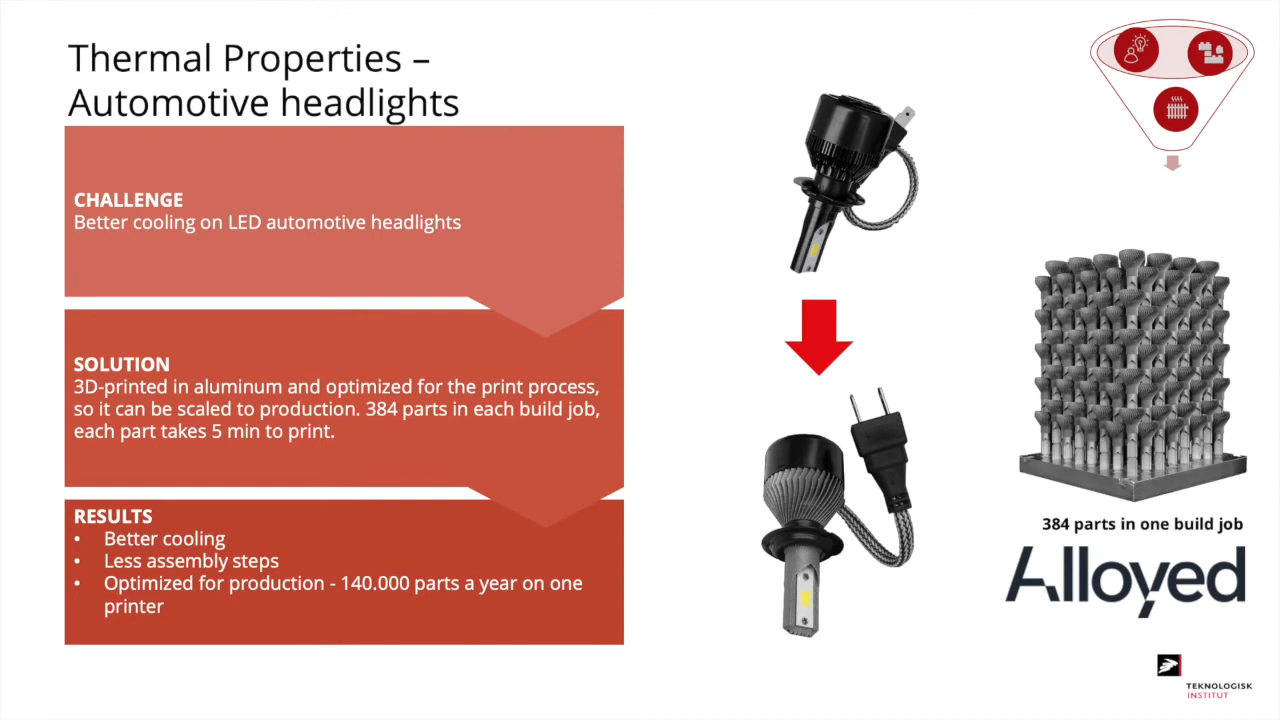 Thermal Properties –
Automotive headlights
CHALLENGE
Better cooling on LED automotive headlights
SOLUTION
3D-printed in aluminum and optimized for the print process,
so it can be scaled to production. 384 parts in each build job,
each part takes 5 min to print.
RESULTS
• Better cooling
• Less assembly steps
• Optimized for production - 140.000 parts a year on one
printer
384 parts in one build job
Alloyed
TEKNOLOGISK
INSTITUT